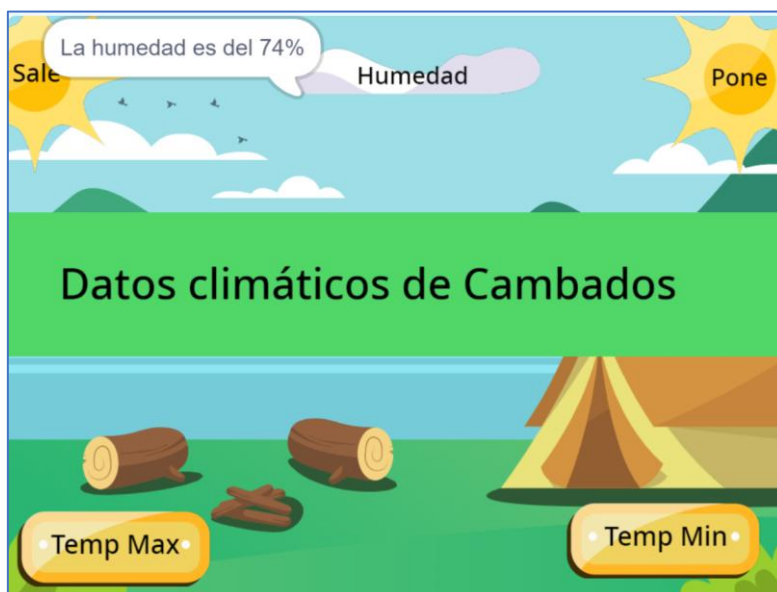 La humedad es del 74%
Sale
Humedad
Pone
Datos climáticos de Cambados
Temp Max
Temp Min